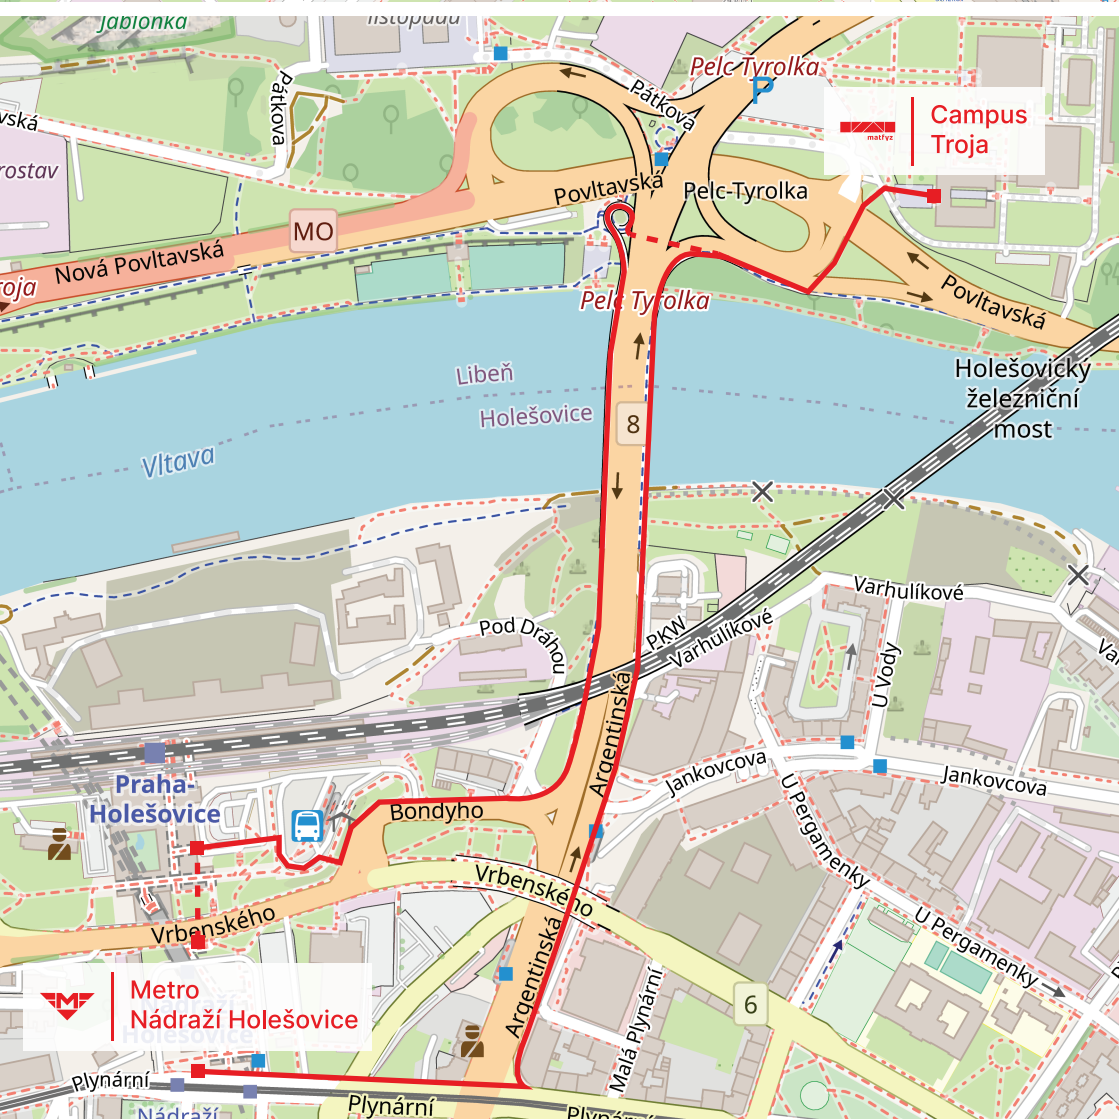 Jabloňka
listopadu
Pelc Tyrolka
P
Pátkova
Pátkova
vská
Campus
Troja
matfyz
rostav
Povltavská
Pelc-Tyrolka
MO
Nová Povltavská
roja
Povltavská
Pelc Tyrolka
Holešovický
železniční
most
Libeň
Holešovice
8
Vltava
Varhulíkové
Pod Dráhou
PKW
Varhulíkové
Va
U Vody
Argentinská
Praha-
Holešovice
Jankovcova
Jankovcova
Bondyho
U Pergamenky
Vrbenského
Vrbenského
U Pergamenky
Argentinská
Metro
Nádraží Holešovice
6
Malá Plynární
Plynární
Plynární
Nádraží
Plynární